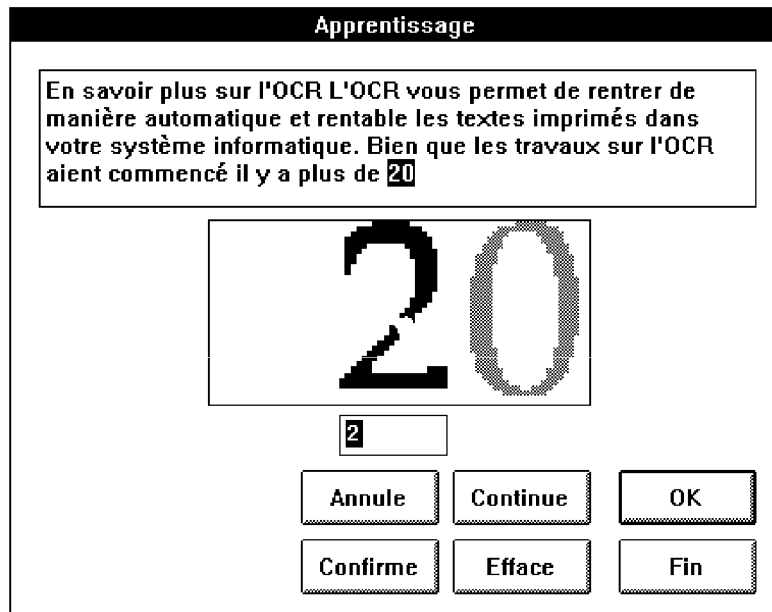 Apprentissage
En savoir plus sur l'OCR L'OCR vous permet de rentrer de
manière automatique et rentable les textes imprimés dans
votre système informatique. Bien que les travaux sur l'OCR
aient commencé il y a plus de 20
20
2
Annule Continue OK
Confirme Efface Fin